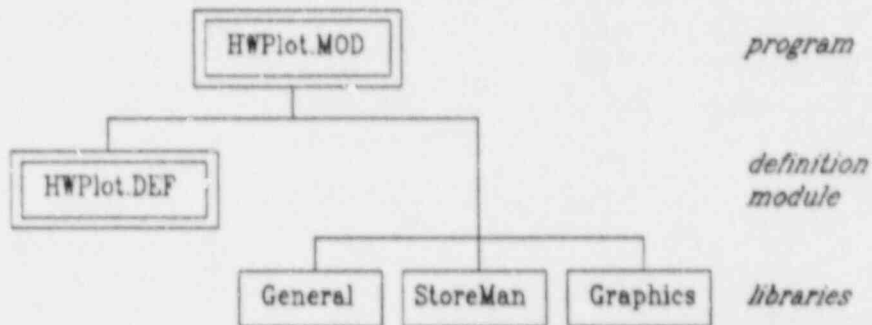 HWPlot.MOD
program
HWPlot.DEF
definition
module
General
StoreMan
Graphics
libraries